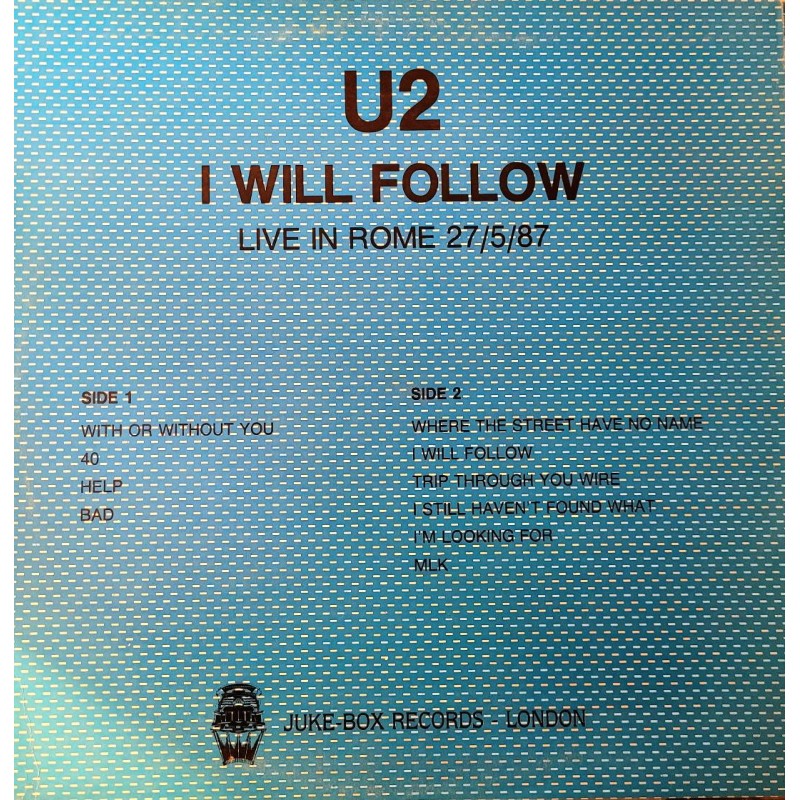 U2
I WILL FOLLOW
LIVE IN ROME 27/5/87
SIDE 1
WITH OR WITHOUT YOU
40
HELP
BAD
SIDE 2
WHERE THE STREET HAVE NO NAME
I WILL FOLLOW
TRIP THROUGH YOU WIRE
I STILL HAVEN'T FOUND WHAT
I'M LOOKING FOR
MLK
JUKE-BOX RECORDS - LONDON